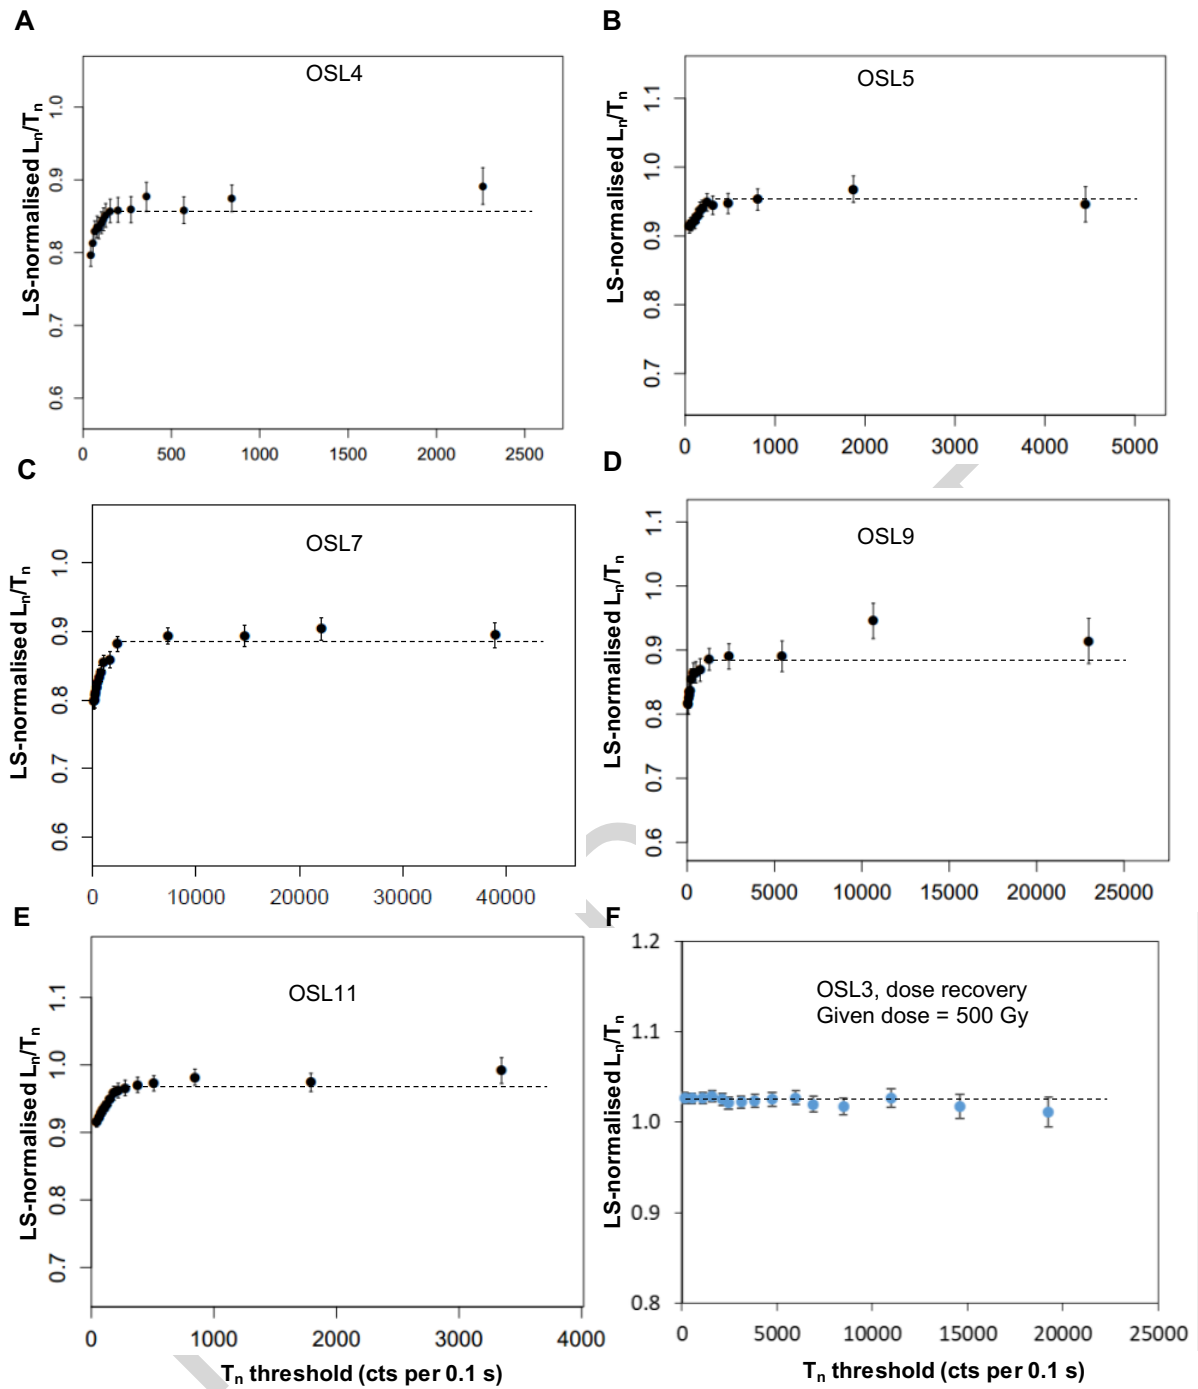 A
OSL4
LS-normalised Ln/Tn
1.0
0.9
0.8
0.7
0.6
0 500 1000 1500 2000 2500
B
OSL5
LS-normalised Ln/Tn
1.1
1.0
0.9
0.8
0.7
0 1000 2000 3000 4000 5000
C
OSL7
LS-normalised Ln/Tn
1.0
0.9
0.8
0.7
0.6
0 10000 20000 30000 40000
D
OSL9
LS-normalised Ln/Tn
1.1
1.0
0.9
0.8
0.7
0.6
0 5000 10000 15000 20000 25000
E
OSL11
LS-normalised Ln/Tn
1.1
1.0
0.9
0.8
0.7
0 1000 2000 3000 4000
Tn threshold (cts per 0.1 s)
F
OSL3, dose recovery
Given dose = 500 Gy
LS-normalised Ln/Tn
1.2
1.1
1.0
0.9
0.8
0 5000 10000 15000 20000 25000
Tn threshold (cts per 0.1 s)